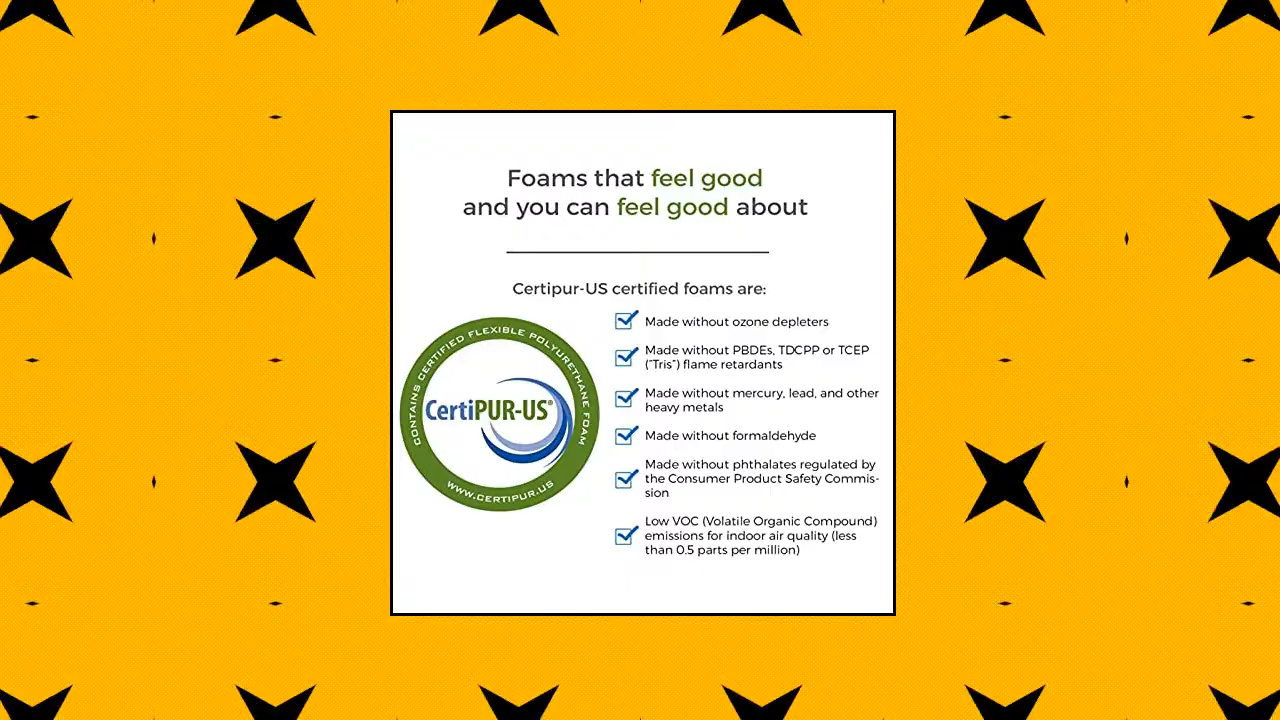 Foams that feel good
and you can feel good about
Certipur-US certified foams are:
CONTAINS CERTIFIED FLEXIBLE POLYURETHANE FOAM
CertiPUR-US®
WWW.CERTIPUR.US
Made without ozone depleters
Made without PBDEs, TDCPP or TCEP
("Tris") flame retardants
Made without mercury, lead, and other
heavy metals
Made without formaldehyde
Made without phthalates regulated by
the Consumer Product Safety Commis-
sion
Low VOC (Volatile Organic Compound)
emissions for indoor air quality (less
than 0.5 parts per million)